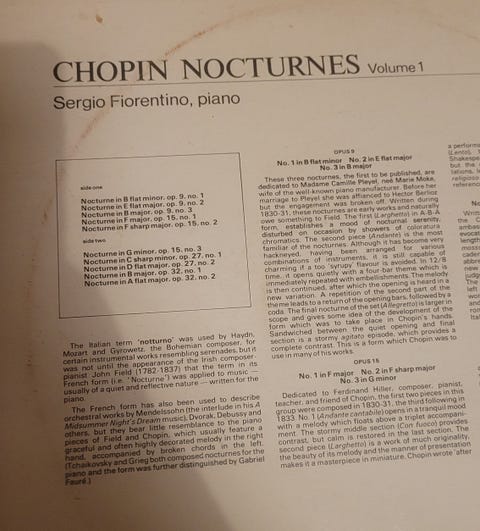 CHOPIN NOCTURNES Volume 1
Sergio Fiorentino, piano
side one
Nocturne in B flat minor. op. 9. no. 1
Nocturne in E flat major. op. 9. no. 2
Nocturne in B major. op. 9. no. 3
Nocturne in F major. op. 15. no. 1
Nocturne in F sharp major. op. 15. no. 2
side two
Nocturne in G minor. op. 15. no. 3
Nocturne in C sharp minor. op. 27. no. 1
Nocturne in D flat major. op. 27. no. 2
Nocturne in B major. op. 32. no. 1
Nocturne in A flat major. op. 32. no. 2
The Italian term 'notturno' was used by Haydn,
Mozart and Gyrowetz, the Bohemian composer, for
certain instrumental works resembling serenades, but it
was not until the appearance of the Irish composer-
pianist John Field (1782-1837) that the term in its
French form (i.e. 'Nocturne') was applied to music —
usually of a quiet and reflective nature — written for the
piano.
The French form has also been used to describe
orchestral works by Mendelssohn (the interlude in his A
Midsummer Night's Dream music), Dvorak, Debussy and
others, but they bear little resemblance to the piano
pieces of Field and Chopin, which usually feature a
graceful and often highly decorated melody in the right
hand, accompanied by broken chords in the left.
(Tchaikovsky and Grieg both composed nocturnes for the
piano and the form was further distinguished by Gabriel
Fauré.)
OPUS 9
No. 1 in B flat minor No. 2 in E flat major
No. 3 in B major
These three nocturnes, the first to be published, are
dedicated to Madame Camille Pleyel, neé Marie Moke,
wife of the well-known piano manufacturer. Before her
marriage to Pleyel she was affianced to Hector Berlioz
but the engagement was broken off. Written during
1830-31, these nocturnes are early works and naturally
owe something to Field. The first (Larghetto) in A-B-A
form, establishes a mood of nocturnal serenity,
disturbed on occasion by showers of coloratura
chromatics. The second piece (Andante) is the most
familiar of the nocturnes. Although it has become very
hackneyed, having been arranged for various
combinations of instruments, it is still capable of
charming if a too 'syrupy' flavour is avoided. In 12/8
time, it opens quietly with a four-bar theme which is
immediately repeated with embellishments. The melody
is then continued, after which the opening is heard in a
new variation. A repetition of the second part of the
theme leads to a return of the opening bars, followed by a
coda. The final nocturne of the set (Allegretto) is larger in
scope and gives some idea of the development of the
form which was to take place in Chopin's hands.
Sandwiched between the quiet opening and final
section is a stormy agitato episode, which provides a
complete contrast. This is a form which Chopin was to
use in many of his works.
OPUS 15
No. 1 in F major No. 2 in F sharp major
No. 3 in G minor
Dedicated to Ferdinand Hiller, composer, pianist,
teacher, and friend of Chopin, the first two pieces in this
group were composed in 1830-31, the third following in
1833. No. 1 (Andante cantabile) opens in a tranquil mood
with a melody which floats above a triplet accompani-
ment. The stormy middle section (Con fuoco) provides
contrast, but calm is restored in the last section. The
second piece (Larghetto) is a work of much originality,
the beauty of its melody and the manner of presentation
makes it a masterpiece in miniature. Chopin wrote 'after
a performa
(Lento).
Shakespea
but the
lations,
religioso
reference